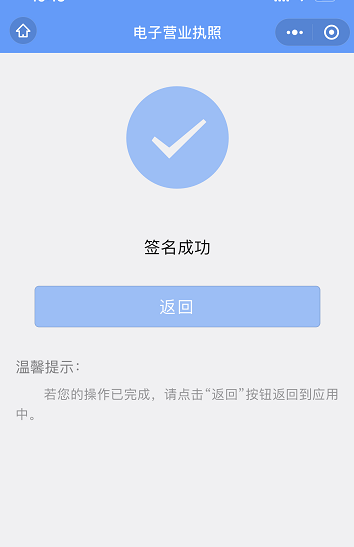 电子营业执照
签名成功
返回
温馨提示：
若您的操作已完成，请点击“返回”按钮返回到应用
中。